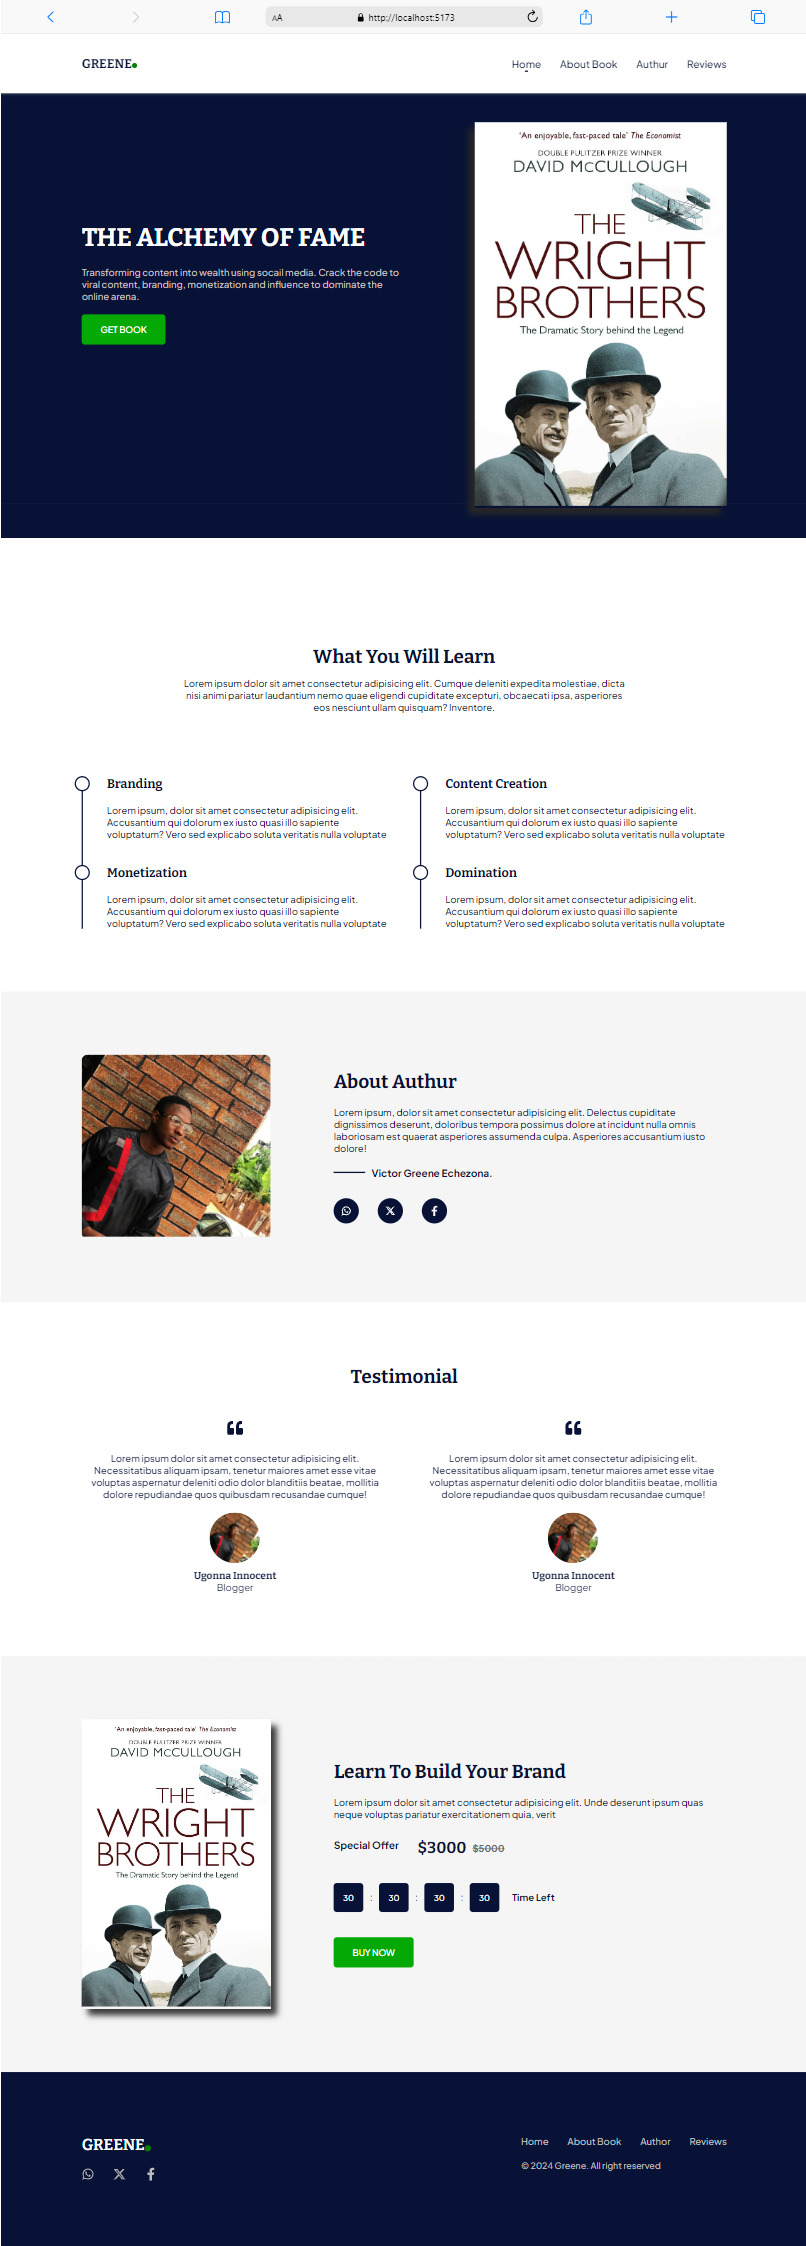 AA http://localhost:5173
GREENE.
Home About Book Authur Reviews
THE ALCHEMY OF FAME
Transforming content into wealth using socail media. Crack the code to
viral content, branding, monetization and influence to dominate the
online arena.
GET BOOK
'An enjoyable, fast-paced tale' The Economist
DOUBLE PULITZER PRIZE WINNER
DAVID McCULLOUGH
THE
WRIGHT
BROTHERS
The Dramatic Story behind the Legend
What You Will Learn
Lorem ipsum dolor sit amet consectetur adipisicing elit. Cumque deleniti expedita molestiae, dicta
nisi animi pariatur laudantium nemo quae eligendi cupiditate excepturi, obcaecati ipsa, asperiores
eos nesciunt ullam quisquam? Inventore.
Branding
Lorem ipsum, dolor sit amet consectetur adipisicing elit.
Accusantium qui dolorum ex iusto quasi illo sapiente
voluptatum? Vero sed explicabo soluta veritatis nulla voluptate
Content Creation
Lorem ipsum, dolor sit amet consectetur adipisicing elit.
Accusantium qui dolorum ex iusto quasi illo sapiente
voluptatum? Vero sed explicabo soluta veritatis nulla voluptate
Monetization
Lorem ipsum, dolor sit amet consectetur adipisicing elit.
Accusantium qui dolorum ex iusto quasi illo sapiente
voluptatum? Vero sed explicabo soluta veritatis nulla voluptate
Domination
Lorem ipsum, dolor sit amet consectetur adipisicing elit.
Accusantium qui dolorum ex iusto quasi illo sapiente
voluptatum? Vero sed explicabo soluta veritatis nulla voluptate
About Authur
Lorem ipsum, dolor sit amet consectetur adipisicing elit. Delectus cupiditate
dignissimos deserunt, doloribus tempora possimus dolore at incidunt nulla omnis
laboriosam est quaerat asperiores assumenda culpa. Asperiores accusantium iusto
dolore!
Victor Greene Echezona.
Testimonial
Lorem ipsum dolor sit amet consectetur adipisicing elit.
Necessitatibus aliquam ipsam, tenetur maiores amet esse vitae
voluptas aspernatur deleniti odio dolor blanditiis beatae, mollitia
dolore repudiandae quos quibusdam recusandae cumque!
Ugonna Innocent
Blogger
Lorem ipsum dolor sit amet consectetur adipisicing elit.
Necessitatibus aliquam ipsam, tenetur maiores amet esse vitae
voluptas aspernatur deleniti odio dolor blanditiis beatae, mollitia
dolore repudiandae quos quibusdam recusandae cumque!
Ugonna Innocent
Blogger
'An enjoyable, fast-paced tale' The Economist
DOUBLE PULITZER PRIZE WINNER
DAVID McCULLOUGH
THE
WRIGHT
BROTHERS
The Dramatic Story behind the Legend
Learn To Build Your Brand
Lorem ipsum dolor sit amet consectetur adipisicing elit. Unde deserunt ipsum quas
neque voluptas pariatur exercitationem quia, verit
Special Offer $3000 $5000
30 : 30 : 30 : 30 Time Left
BUY NOW
GREENE.
Home About Book Author Reviews
© 2024 Greene. All right reserved